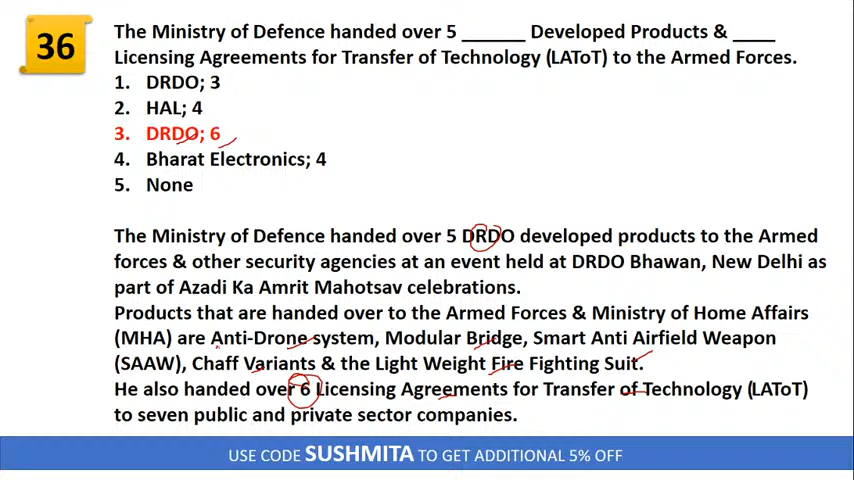 36
The Ministry of Defence handed over 5 ______ Developed Products & ____
Licensing Agreements for Transfer of Technology (LAToT) to the Armed Forces.
1. DRDO; 3
2. HAL; 4
3. DRDO; 6
4. Bharat Electronics; 4
5. None
The Ministry of Defence handed over 5 DRDO developed products to the Armed
forces & other security agencies at an event held at DRDO Bhawan, New Delhi as
part of Azadi Ka Amrit Mahotsav celebrations.
Products that are handed over to the Armed Forces & Ministry of Home Affairs
(MHA) are Anti-Drone system, Modular Bridge, Smart Anti Airfield Weapon
(SAAW), Chaff Variants & the Light Weight Fire Fighting Suit.
He also handed over 6 Licensing Agreements for Transfer of Technology (LAToT)
to seven public and private sector companies.
USE CODE SUSHMITA TO GET ADDITIONAL 5% OFF